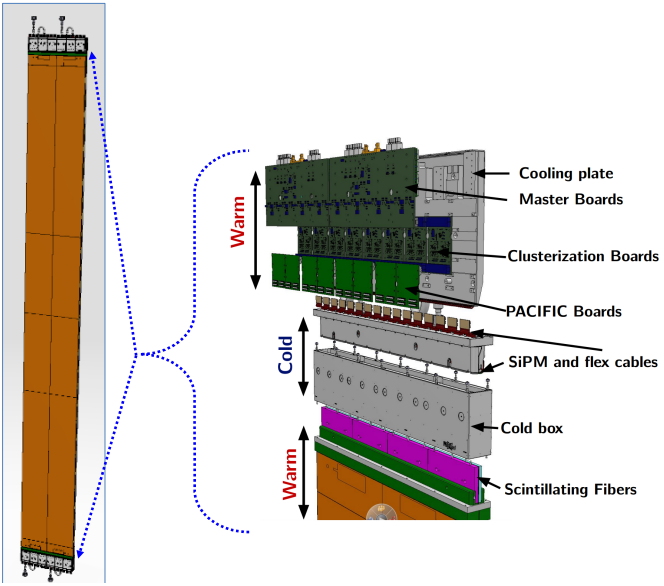 Cooling plate
Master Boards
Warm
Clusterization Boards
PACIFIC Boards
Cold
SiPM and flex cables
Cold box
Warm
Scintillating Fibers